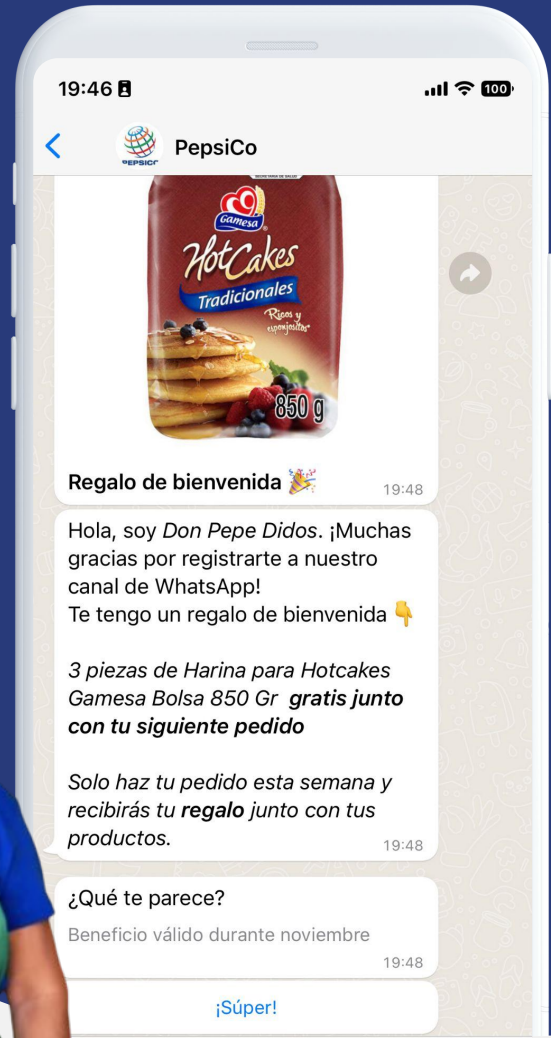 19:46
100
PEPSICO
PepsiCo
Gamesa
HotCakes
Tradicionales
Ricos y
esponjositos*
850 g
Regalo de bienvenida 🎉
19:48
Hola, soy Don Pepe Didos. ¡Muchas
gracias por registrarte a nuestro
canal de WhatsApp!
Te tengo un regalo de bienvenida 👇
3 piezas de Harina para Hotcakes
Gamesa Bolsa 850 Gr gratis junto
con tu siguiente pedido
Solo haz tu pedido esta semana y
recibirás tu regalo junto con tus
productos.
19:48
¿Qué te parece?
Beneficio válido durante noviembre
19:48
¡Súper!